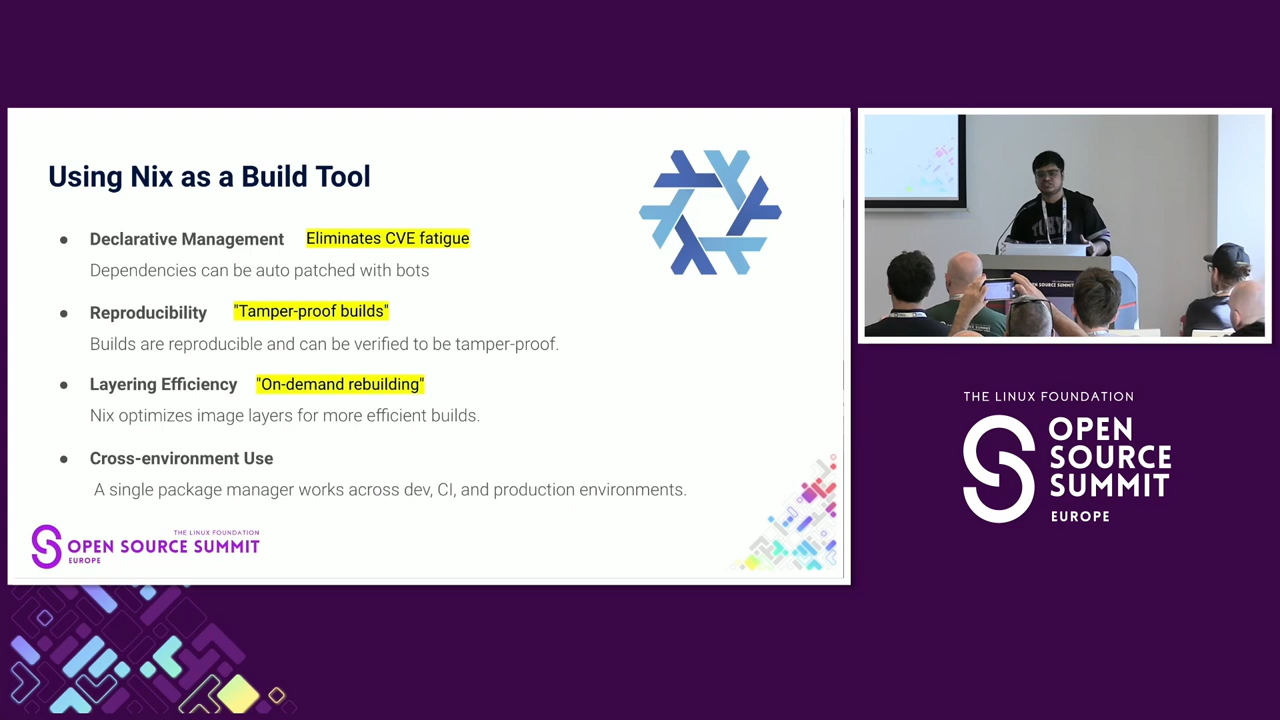 Using Nix as a Build Tool
● Declarative Management Eliminates CVE fatigue
Dependencies can be auto patched with bots
● Reproducibility "Tamper-proof builds"
Builds are reproducible and can be verified to be tamper-proof.
● Layering Efficiency "On-demand rebuilding"
Nix optimizes image layers for more efficient builds.
● Cross-environment Use
A single package manager works across dev, CI, and production environments.
THE LINUX FOUNDATION
OPEN SOURCE SUMMIT
EUROPE
OPEN SOURCE SUMMIT
THE LINUX FOUNDATION
OPEN
SOURCE
SUMMIT
EUROPE